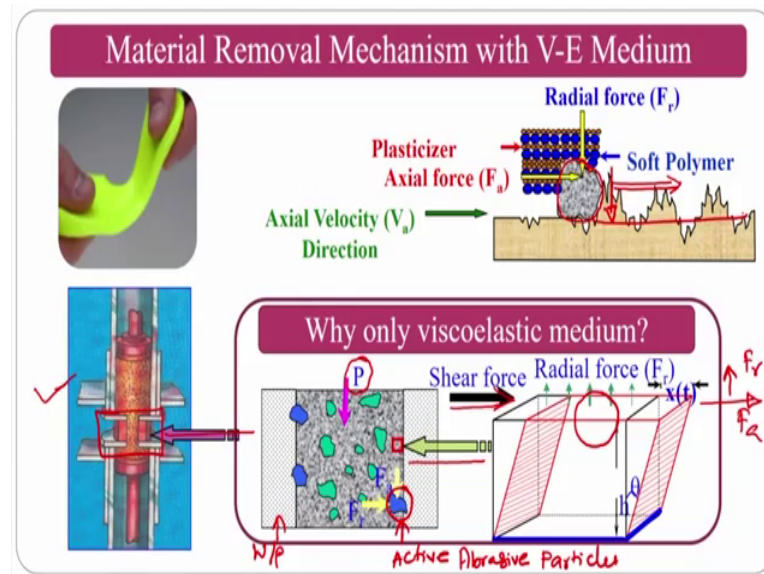 Material Removal Mechanism with V-E Medium
Radial force (Fr)
Plasticizer
Axial force (Fa)
Soft Polymer
Axial Velocity (Va)
Direction
Why only viscoelastic medium?
P
Shear force
Radial force (Fr)
x(t)
fr
Fa
F
Fr
h
θ
W/P
Active Abrasive Particles